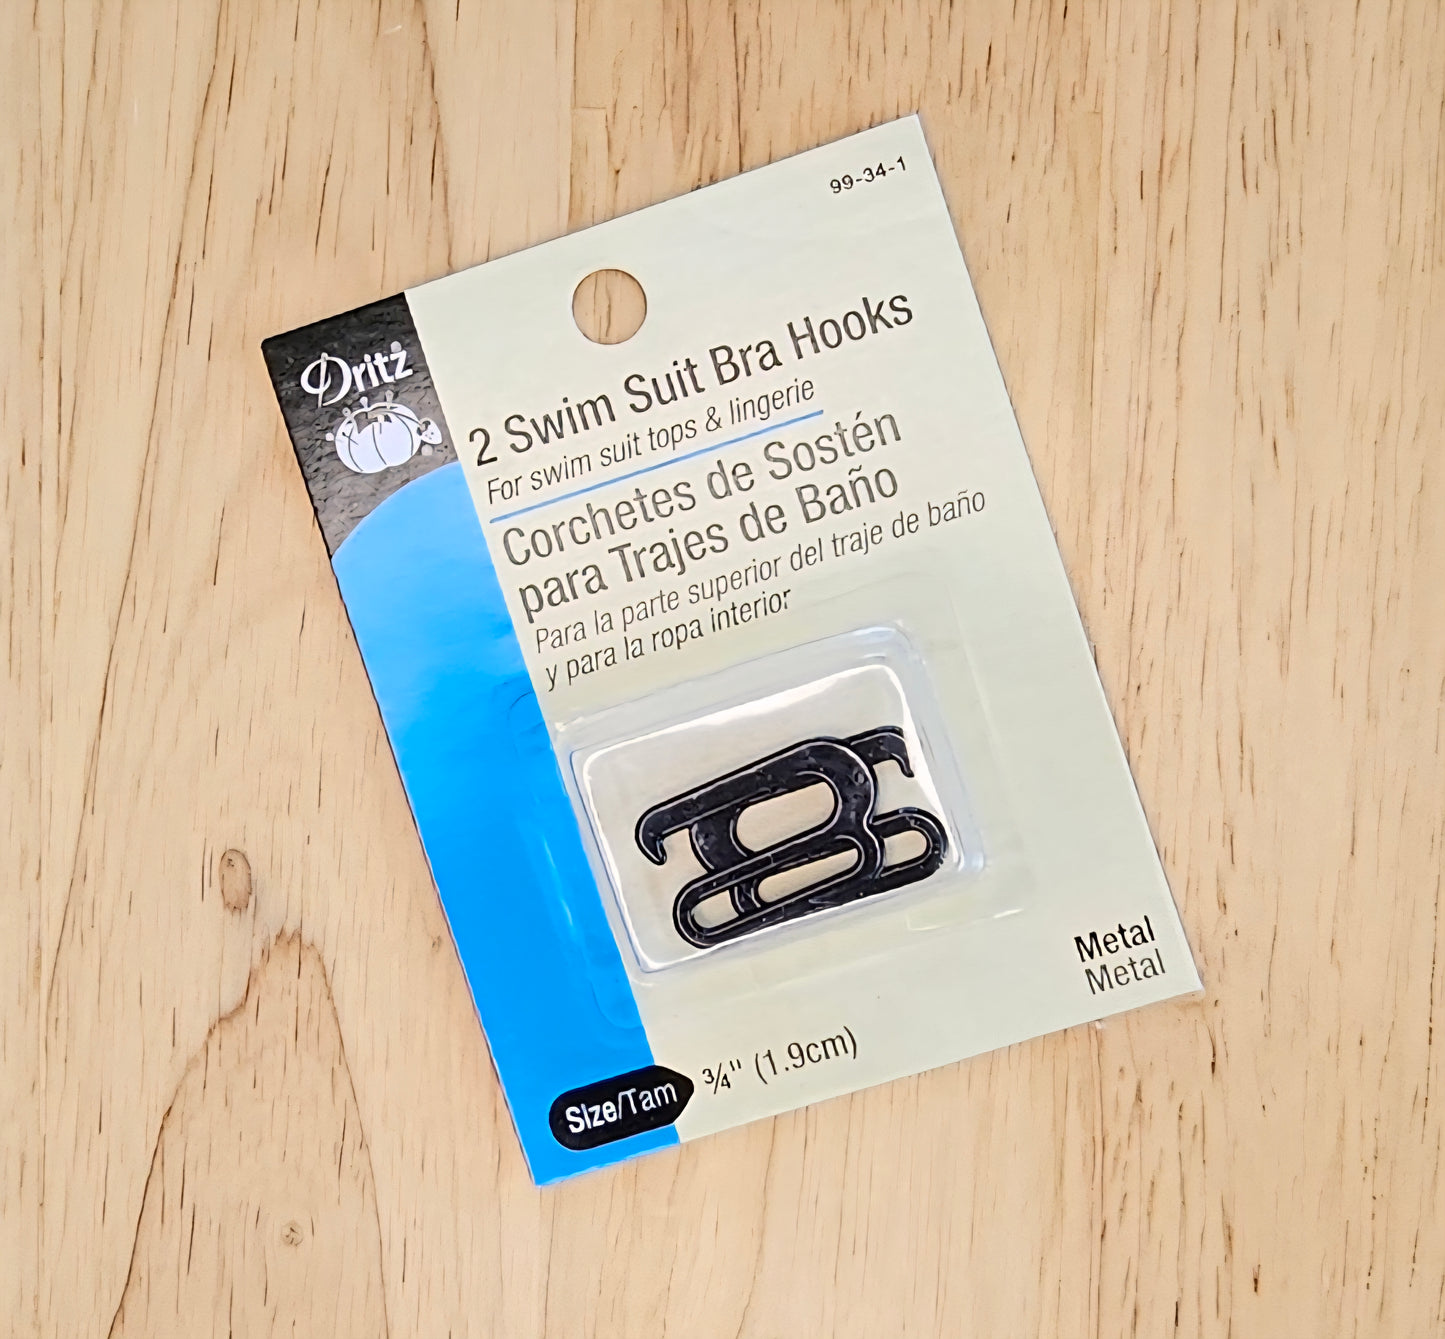 99-34-1
Dritz
2 Swim Suit Bra Hooks
For swim suit tops & lingerie
Corchetes de Sostén
para Trajes de Baño
Para la parte superior del traje de baño
y para la ropa interior
Metal
Metal
Size/Tam
¾" (1.9cm)